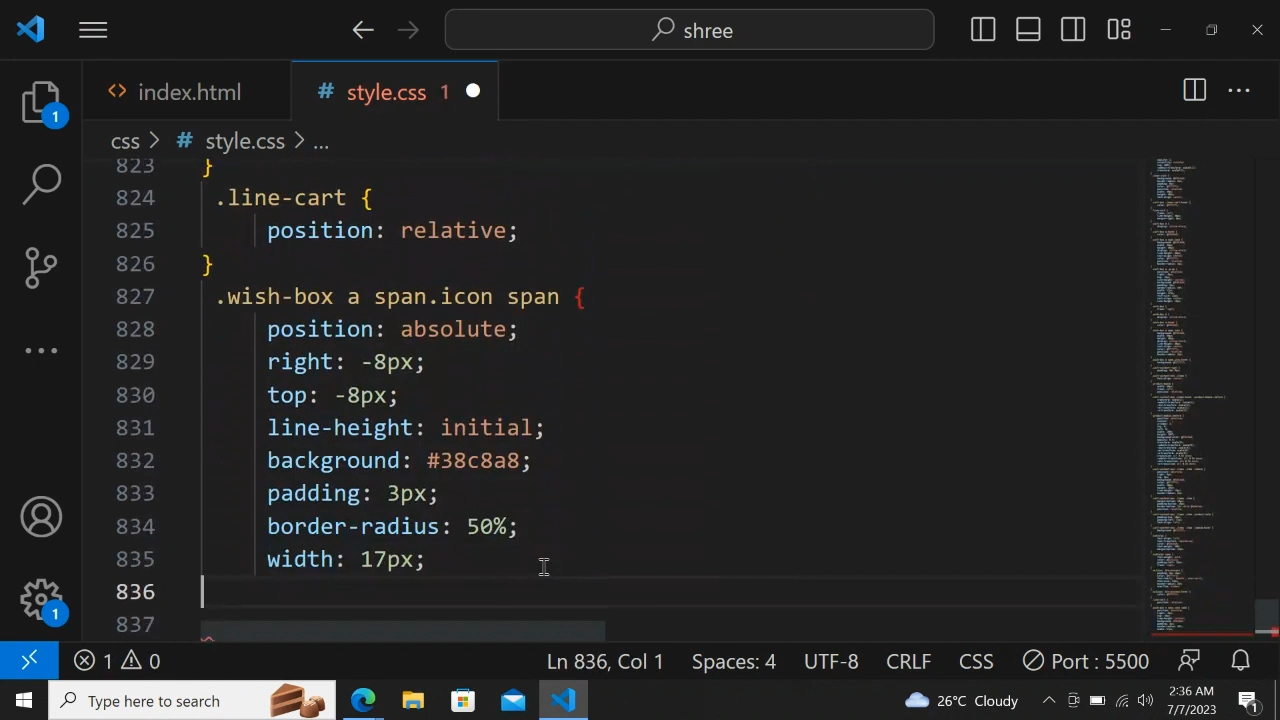 shree
index.html
# style.css 1
css > # style.css > ...
1
823 }
824 .line-cart {
825 position: relative;
826 }
827 .wish-box a span.icon span {
828 position: absolute;
829 right: -8px;
830 top: -8px;
831 line-height: initial;
832
padding: 3px;
833
834 border-radius: 50%;
835 width: 17px;
836
837
1
1 0
Ln 836, Col 1
Spaces: 4
UTF-8
CRLF
CSS
Port : 5500
Type here to search
26°C Cloudy
2:36 AM
7/7/2023
1